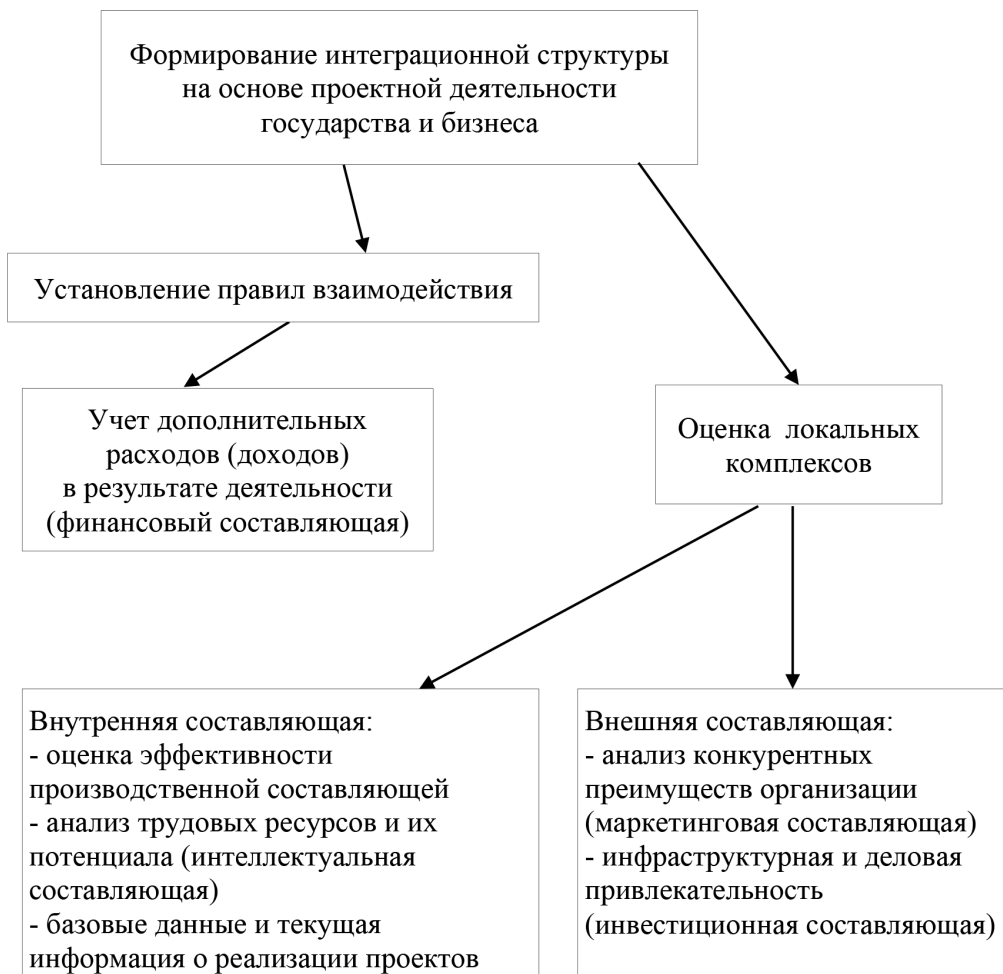 Формирование интеграционной структуры
на основе проектной деятельности
государства и бизнеса
Установление правил взаимодействия
Учет дополнительных
расходов (доходов)
в результате деятельности
(финансовый составляющая)
Оценка локальных
комплексов
Внутренняя составляющая:
- оценка эффективности
производственной составляющей
- анализ трудовых ресурсов и их
потенциала (интеллектуальная
составляющая)
- базовые данные и текущая
информация о реализации проектов
Внешняя составляющая:
- анализ конкурентных
преимуществ организации
(маркетинговая составляющая)
- инфраструктурная и деловая
привлекательность
(инвестиционная составляющая)